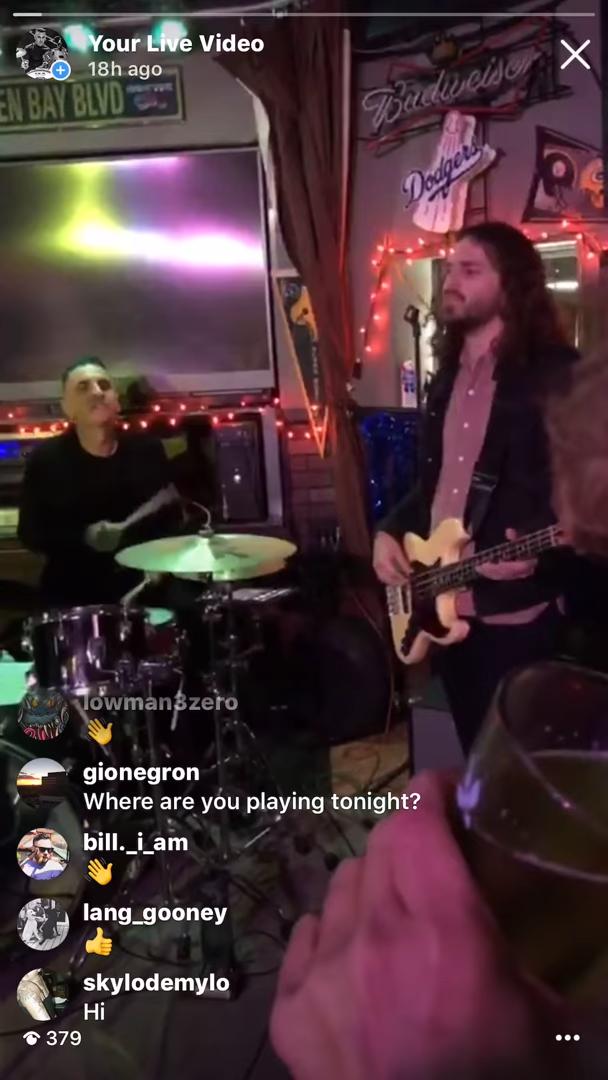 Your Live Video
18h ago
EN BAY BLVD
Budweiser
Dodgers
lowman3zero
👋
gionegron
Where are you playing tonight?
bill._i_am
👋
lang_gooney
👍
skylodemylo
Hi
379